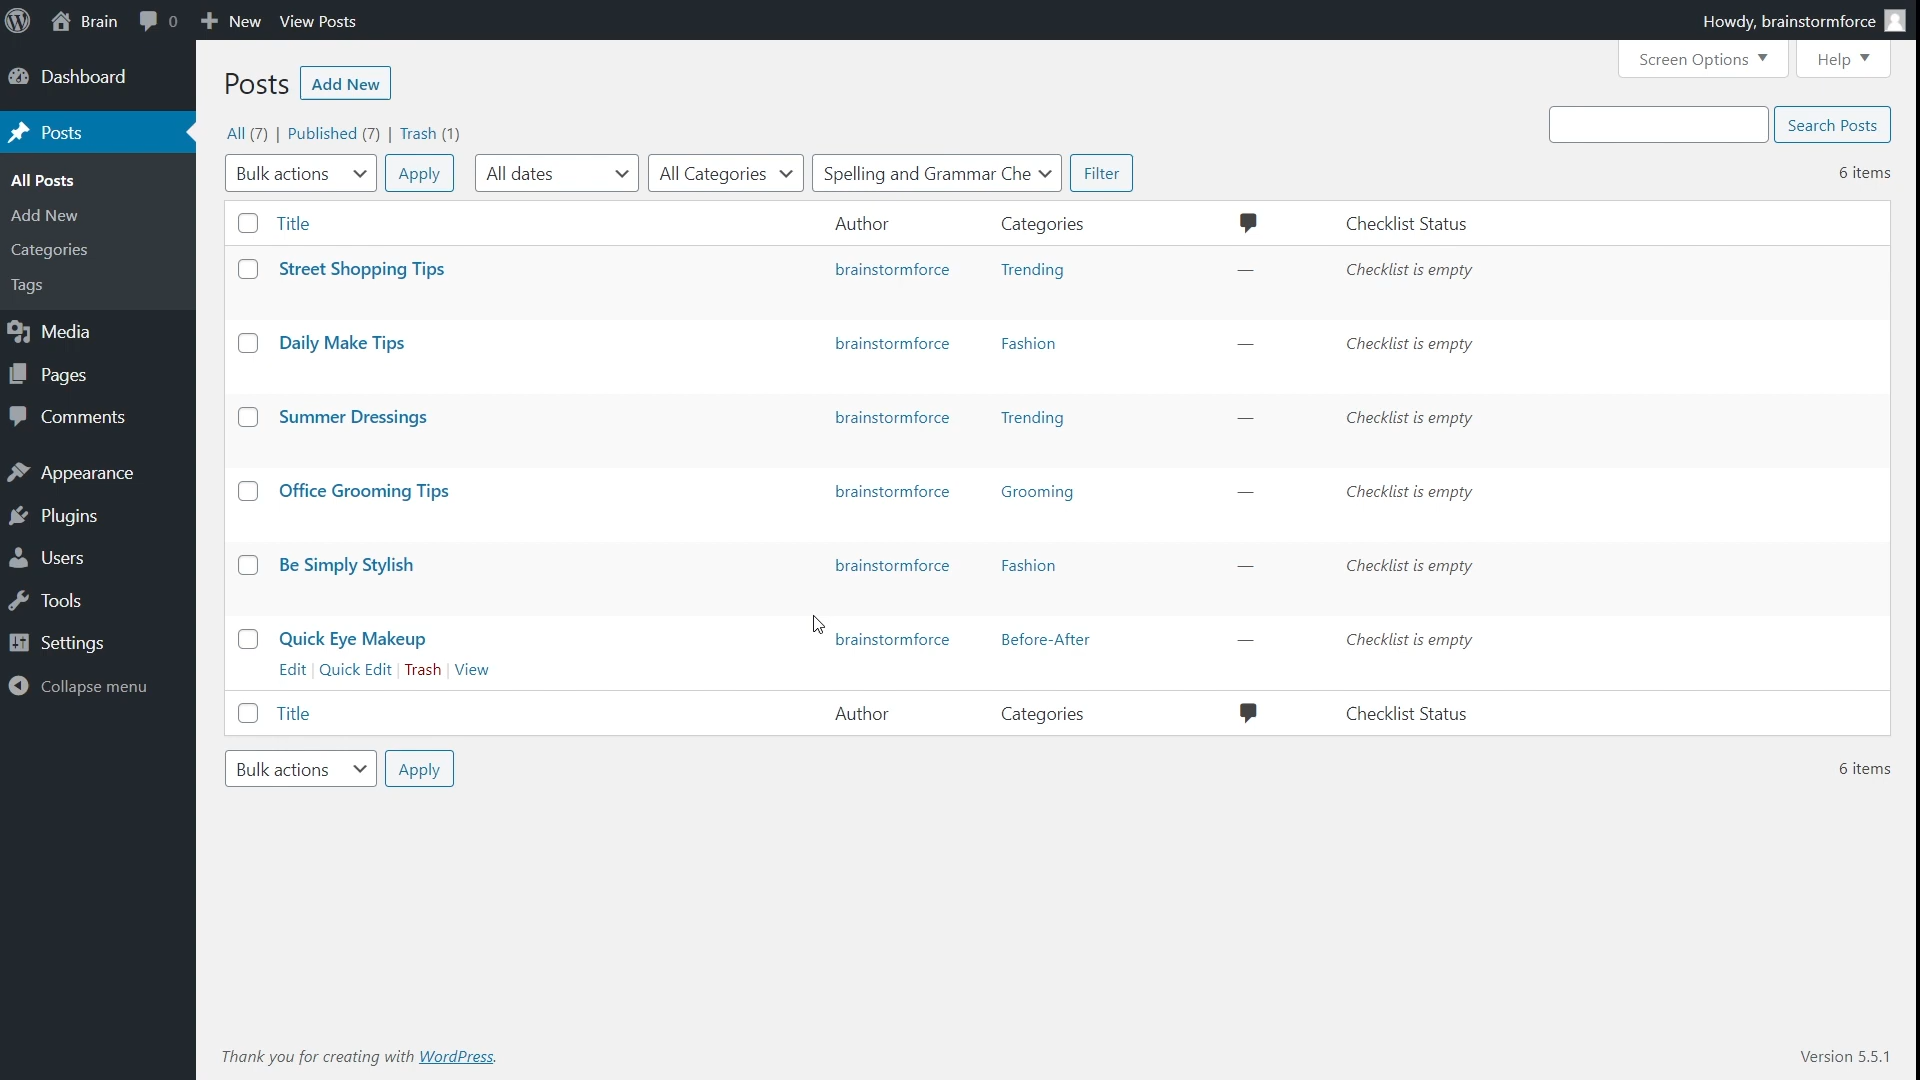 Brain 0 New View Posts Howdy, brainstormforce
Screen Options Help
Dashboard
Posts
All Posts
Add New
Categories
Tags
Media
Pages
Comments
Appearance
Plugins
Users
Tools
Settings
Collapse menu
Posts Add New
All (7) | Published (7) | Trash (1)
Search Posts
Bulk actions Apply All dates All Categories Spelling and Grammar Che Filter 6 items
Title Author Categories Checklist Status
Street Shopping Tips brainstormforce Trending — Checklist is empty
Daily Make Tips brainstormforce Fashion — Checklist is empty
Summer Dressings brainstormforce Trending — Checklist is empty
Office Grooming Tips brainstormforce Grooming — Checklist is empty
Be Simply Stylish brainstormforce Fashion — Checklist is empty
Quick Eye Makeup brainstormforce Before-After — Checklist is empty
Edit | Quick Edit | Trash | View
Title Author Categories Checklist Status
Bulk actions Apply 6 items
Thank you for creating with WordPress. Version 5.5.1